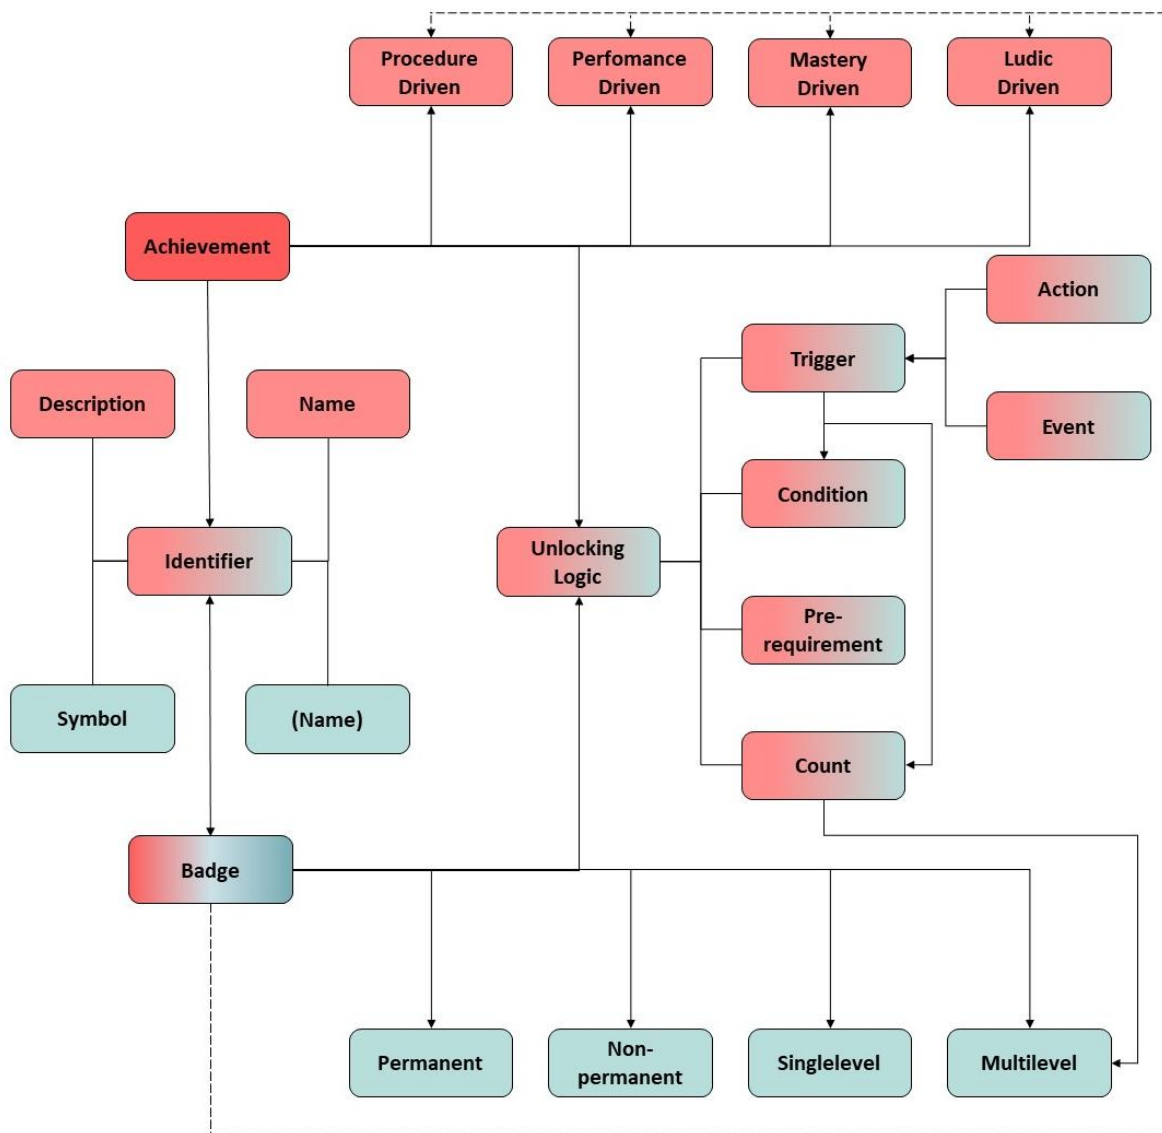 Procedure
Driven
Perfomance
Driven
Mastery
Driven
Ludic
Driven
Achievement
Action
Trigger
Description
Name
Event
Condition
Identifier
Unlocking
Logic
Pre-
requirement
Symbol
(Name)
Count
Badge
Permanent
Non-
permanent
Singlelevel
Multilevel